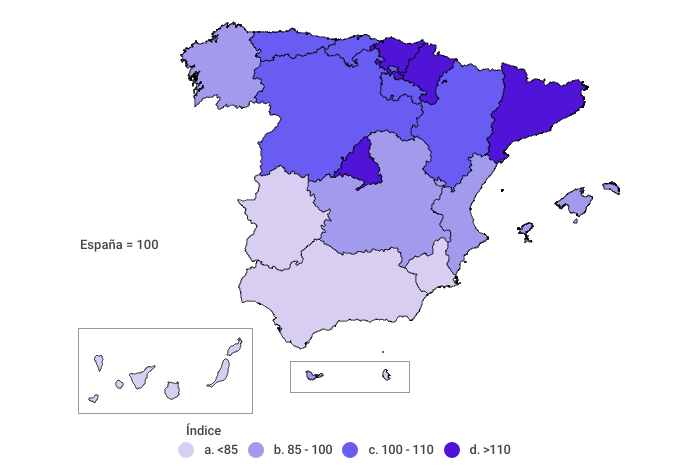 España = 100
Índice
a. <85 b. 85 - 100 c. 100 - 110 d. >110